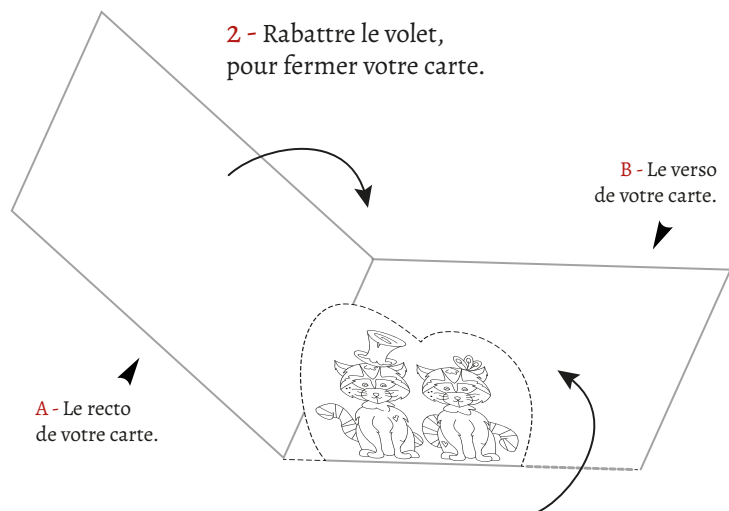 2 - Rabattre le volet,
pour fermer votre carte.
B - Le verso
de votre carte.
A - Le recto
de votre carte.